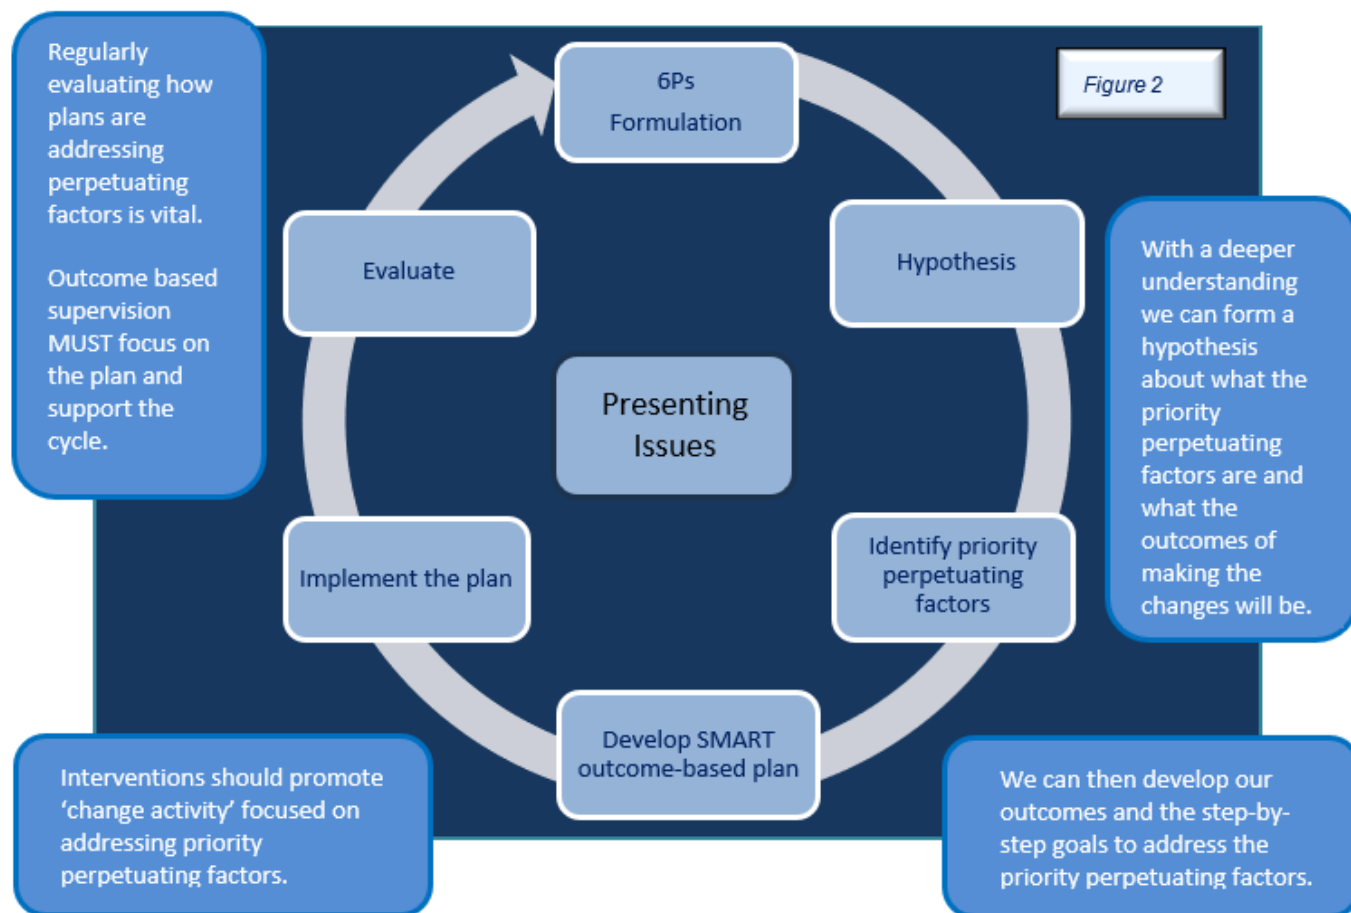 Regularly
evaluating how
plans are
addressing
perpetuating
factors is vital.
Outcome based
supervision
MUST focus on
the plan and
support the
cycle.
6Ps
Formulation
Figure 2
Hypothesis
With a deeper
understanding
we can form a
hypothesis
about what the
priority
perpetuating
factors are and
what the
outcomes of
making the
changes will be.
Identify priority
perpetuating
factors
Develop SMART
outcome-based plan
We can then develop our
outcomes and the step-by-
step goals to address the
priority perpetuating factors.
Implement the plan
Interventions should promote
‘change activity’ focused on
addressing priority
perpetuating factors.
Evaluate
Presenting
Issues